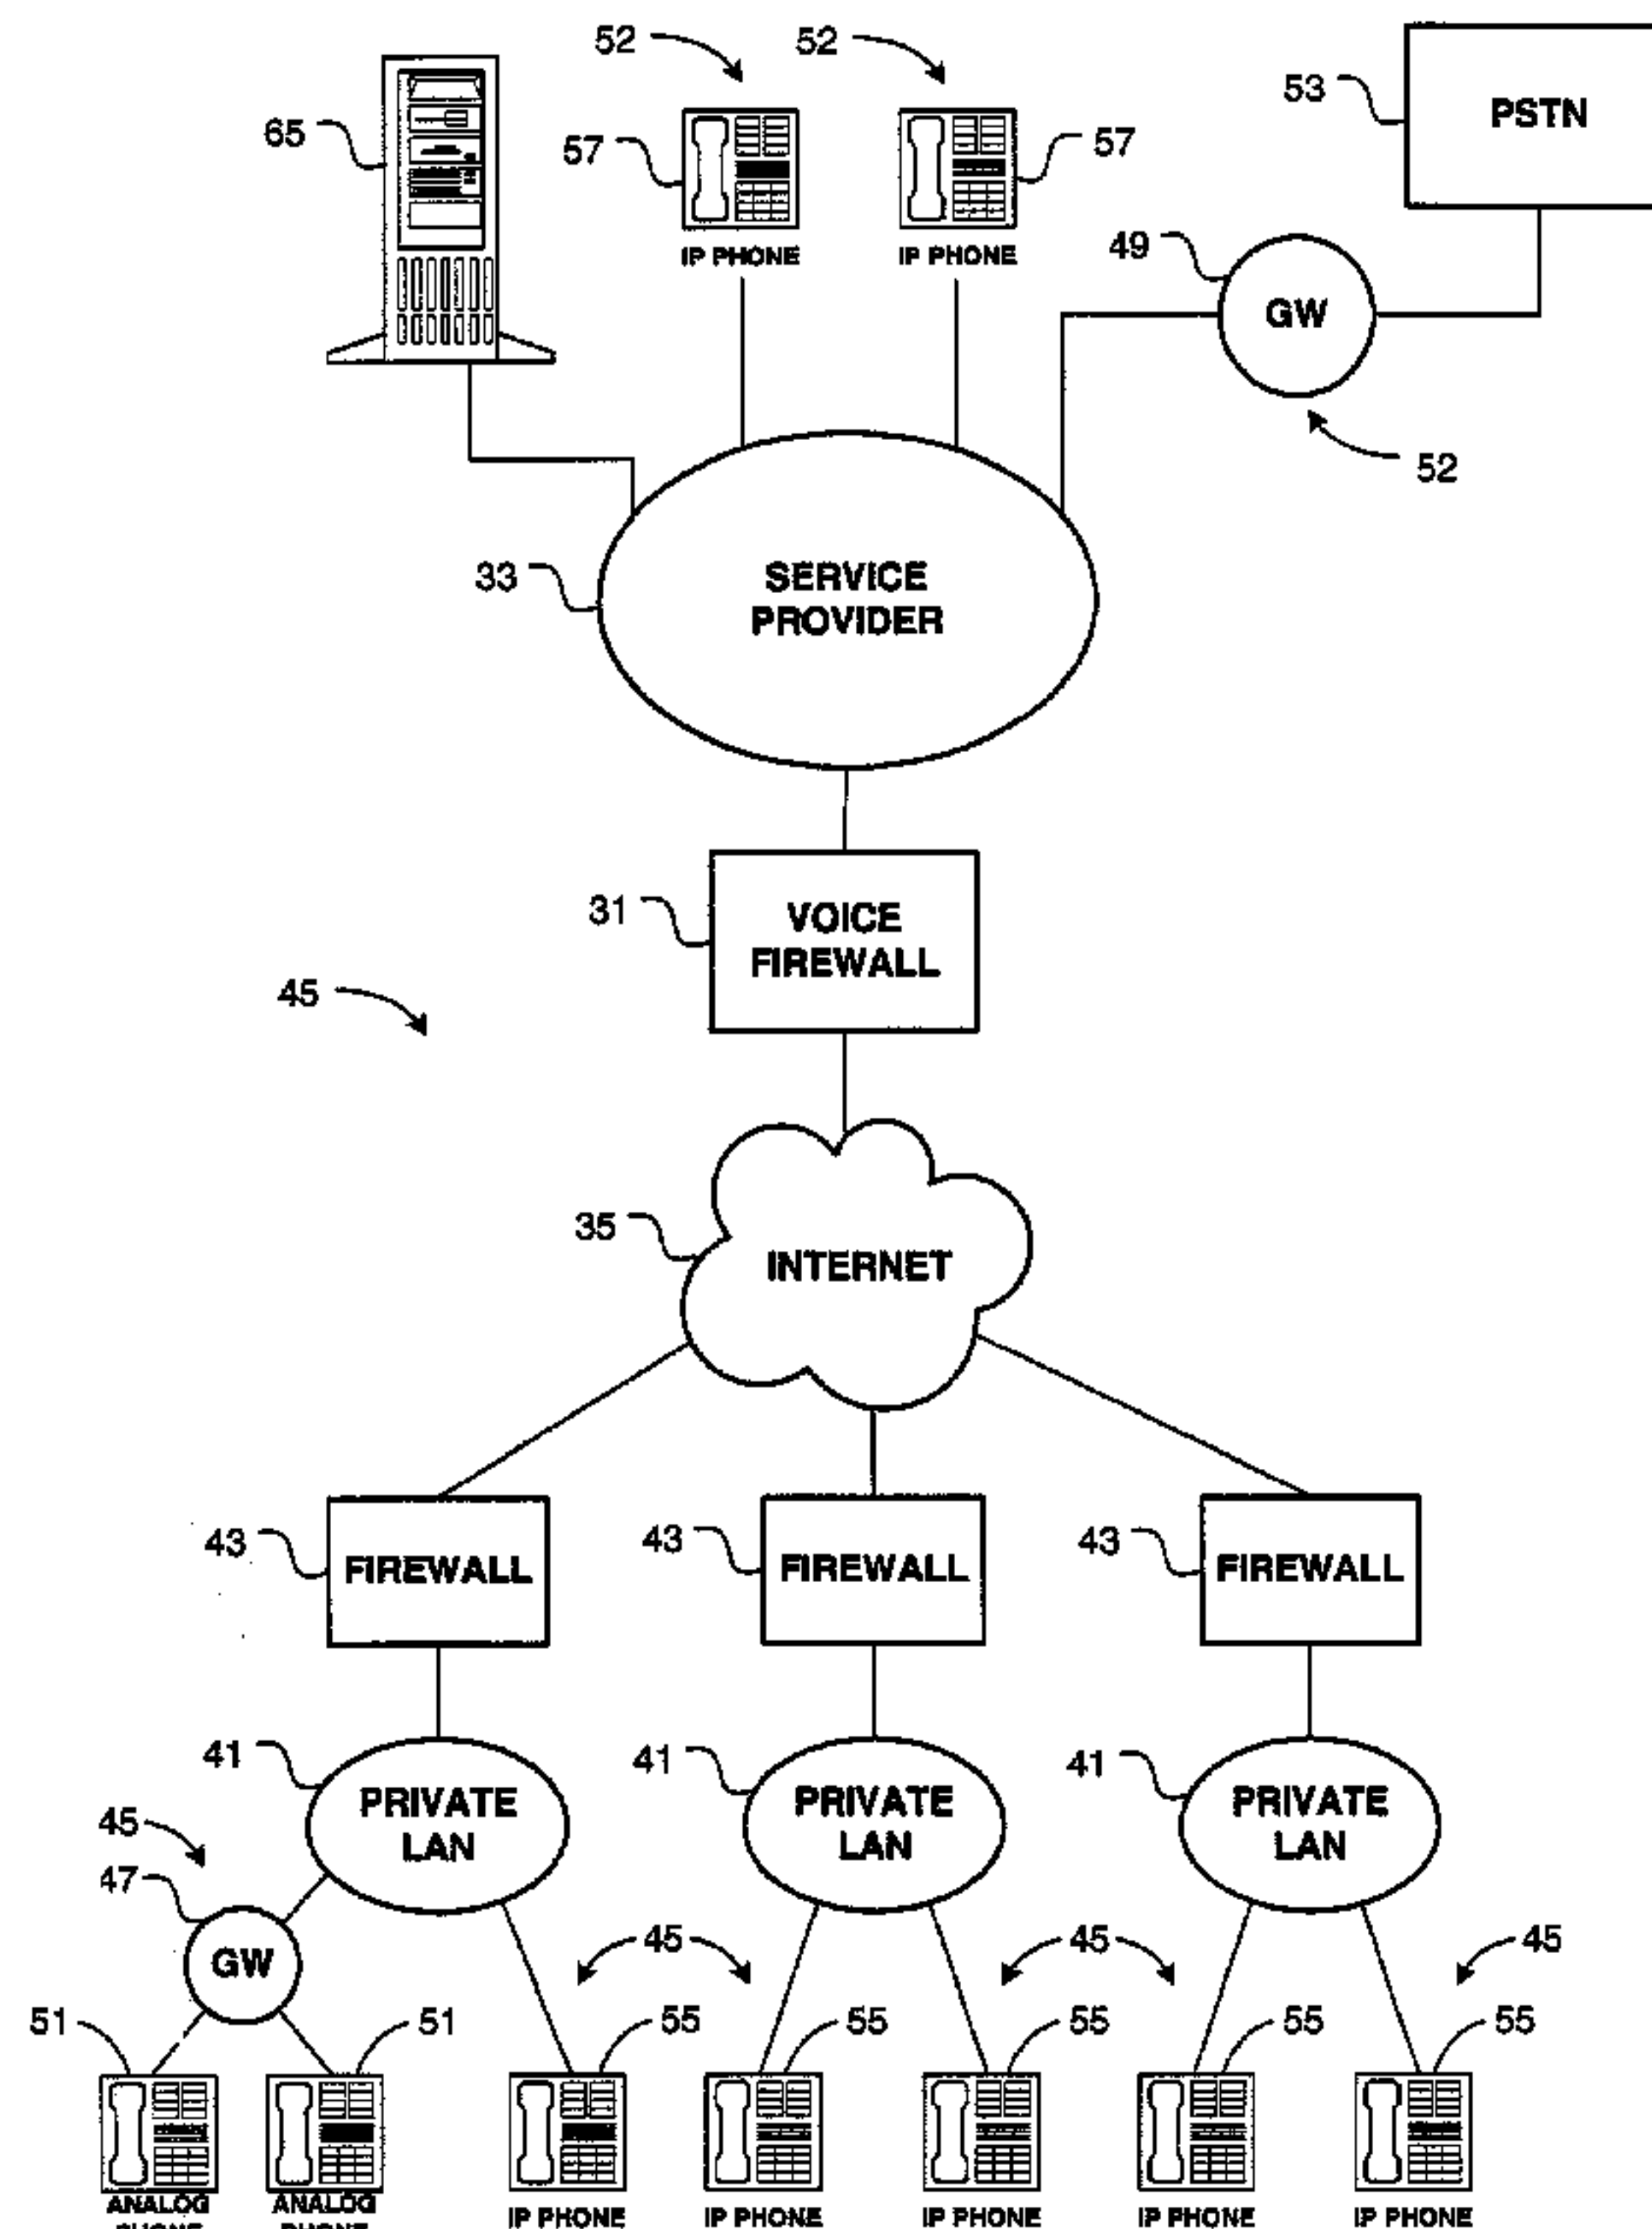 52
52
53
PSTN
65
57
57
49
IP PHONE
IP PHONE
GW
52
33
SERVICE
PROVIDER
31
VOICE
FIREWALL
45
35
INTERNET
43
FIREWALL
43
FIREWALL
43
FIREWALL
41
PRIVATE
LAN
41
PRIVATE
LAN
41
PRIVATE
LAN
45
47
GW
45
45
45
51
51
55
55
55
55
55
ANALOG
PHONE
ANALOG
PHONE
IP PHONE
IP PHONE
IP PHONE
IP PHONE
IP PHONE